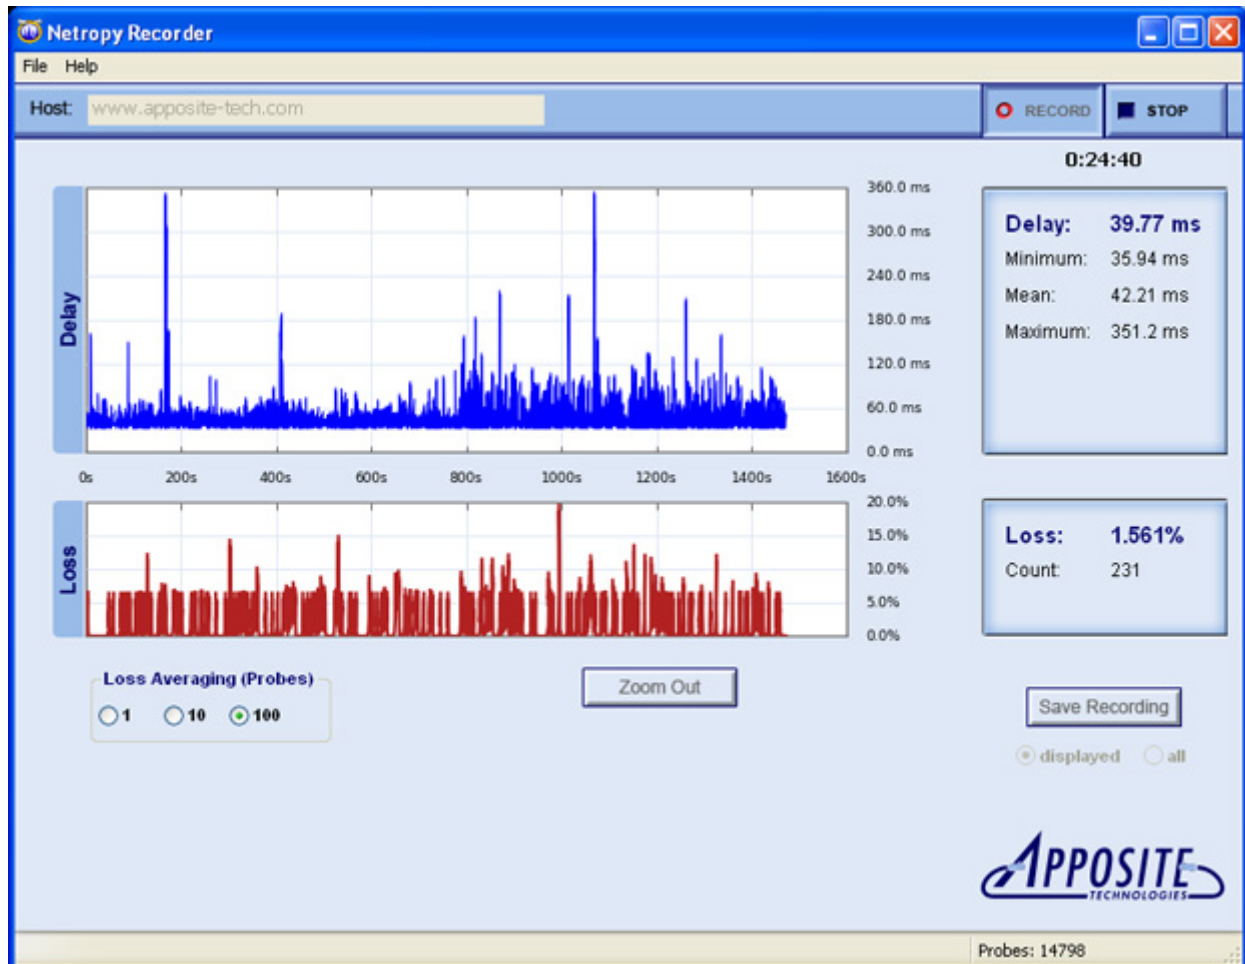 Netropy Recorder
File Help
Host: www.apposite-tech.com
RECORD
STOP
0:24:40
Delay
360.0 ms
300.0 ms
240.0 ms
180.0 ms
120.0 ms
60.0 ms
0.0 ms
0s 200s 400s 600s 800s 1000s 1200s 1400s 1600s
Delay: 39.77 ms
Minimum: 35.94 ms
Mean: 42.21 ms
Maximum: 351.2 ms
Loss
20.0%
15.0%
10.0%
5.0%
0.0%
Loss: 1.561%
Count: 231
Loss Averaging (Probes)
1 10 100
Zoom Out
Save Recording
displayed all
APPOSITE
TECHNOLOGIES
Probes: 14798